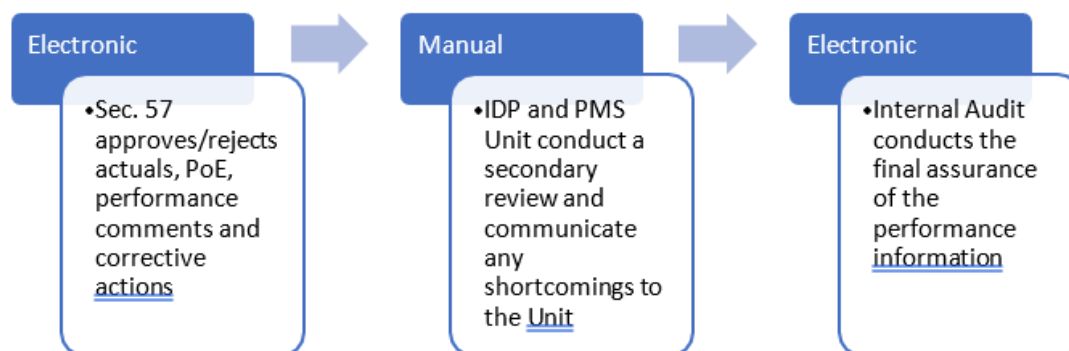 Electronic
•Sec. 57
approves/rejects
actuals, PoE,
performance
comments and
corrective
actions
Manual
•IDP and PMS
Unit conduct a
secondary
review and
communicate
any
shortcomings to
the Unit
Electronic
•Internal Audit
conducts the
final assurance
of the
performance
information